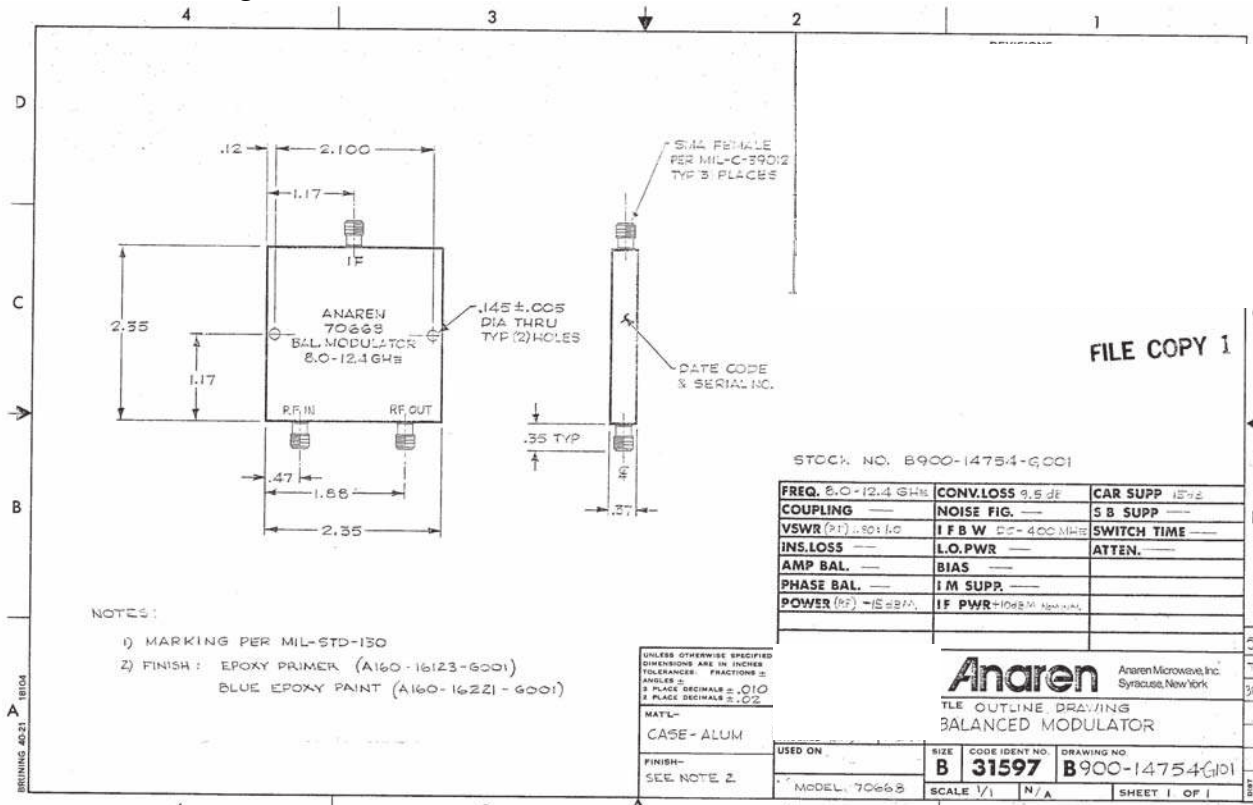 4
3
2
1
D
C
B
A
.12
2.100
1.17
IF
2.35
1.17
ANAREN
70663
BAL MODULATOR
8.0-12.4 GHz
RF IN
RF OUT
.47
1.88
2.35
.145±.005
DIA THRU
TYP (2) HOLES
SMA FEMALE
PER MIL-C-39012
TYP 3 PLACES
DATE CODE
& SERIAL NO.
.35 TYP
.37
FILE COPY 1
STOCK NO. B900-14754-G001
FREQ. 8.0-12.4 GHz CONV.LOSS 9.5 dB CAR SUPP 15dB
COUPLING — NOISE FIG. — S B SUPP —
VSWR (RF) 1.90:1.0 I F B W DC-400 MHz SWITCH TIME —
INS.LOSS — L.O.PWR — ATTEN. —
AMP BAL. — BIAS —
PHASE BAL. — I M SUPP. —
POWER (RF) -15 dBM. IF PWR +10dBM NOMINAL
NOTES:
1) MARKING PER MIL-STD-130
2) FINISH: EPOXY PRIMER (A160-16123-G001)
BLUE EPOXY PAINT (A160-16221-G001)
UNLESS OTHERWISE SPECIFIED
DIMENSIONS ARE IN INCHES
TOLERANCES: FRACTIONS ±
ANGLES ±
3 PLACE DECIMALS ± .010
2 PLACE DECIMALS ± .02
MAT'L-
CASE-ALUM
FINISH-
SEE NOTE 2
Anaren
Anaren Microwave, Inc.
Syracuse, New York
TLE OUTLINE DRAWING
BALANCED MODULATOR
USED ON
MODEL 70663
SIZE
B
CODE IDENT NO.
31597
DRAWING NO.
B900-14754-G101
SCALE 1/1
N/A
SHEET 1 OF 1
BRUNING 40-21 18104